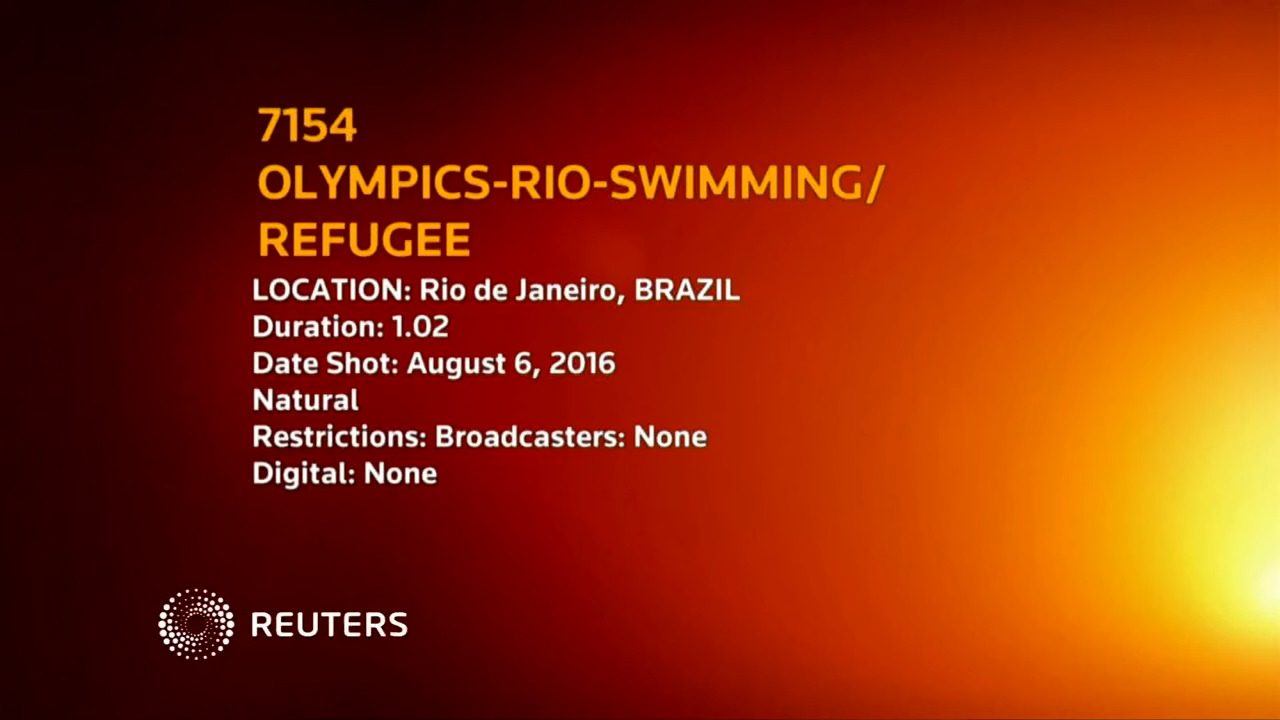 7154
OLYMPICS-RIO-SWIMMING/
REFUGEE
LOCATION: Rio de Janeiro, BRAZIL
Duration: 1.02
Date Shot: August 6, 2016
Natural
Restrictions: Broadcasters: None
Digital: None
REUTERS